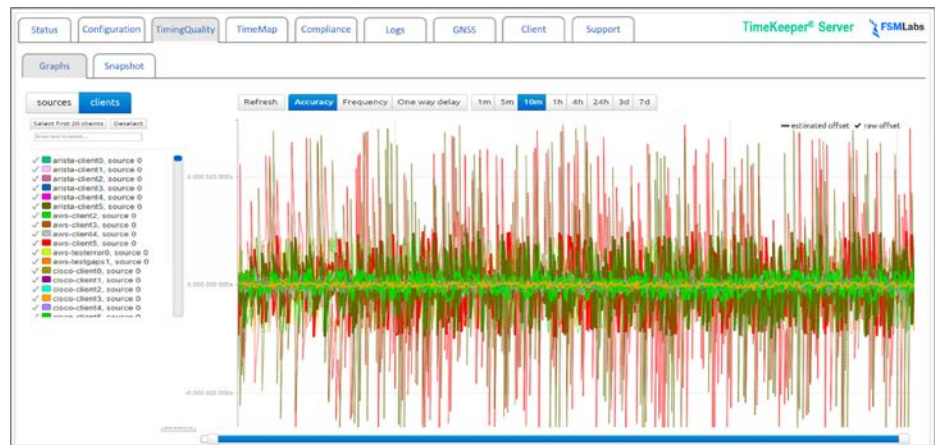 Status Configuration TimingQuality TimeMap Compliance Logs GNSS Client Support TimeKeeper® Server FSMLabs
Graphs Snapshot
sources clients
Refresh Accuracy Frequency One way delay 1m 5m 10m 1h 4h 24h 3d 7d
Select first 20 clients Deselect
estimated offset raw offset
arista-client0, source 0
arista-client1, source 0
arista-client2, source 0
arista-client3, source 0
arista-client4, source 0
arista-client5, source 0
aws-client2, source 0
aws-client3, source 0
aws-client4, source 0
aws-client5, source 0
aws-testerror0, source 0
aws-testgaps1, source 0
cisco-client0, source 0
cisco-client1, source 0
cisco-client2, source 0
cisco-client3, source 0
cisco-client4, source 0
0.000 000 000s